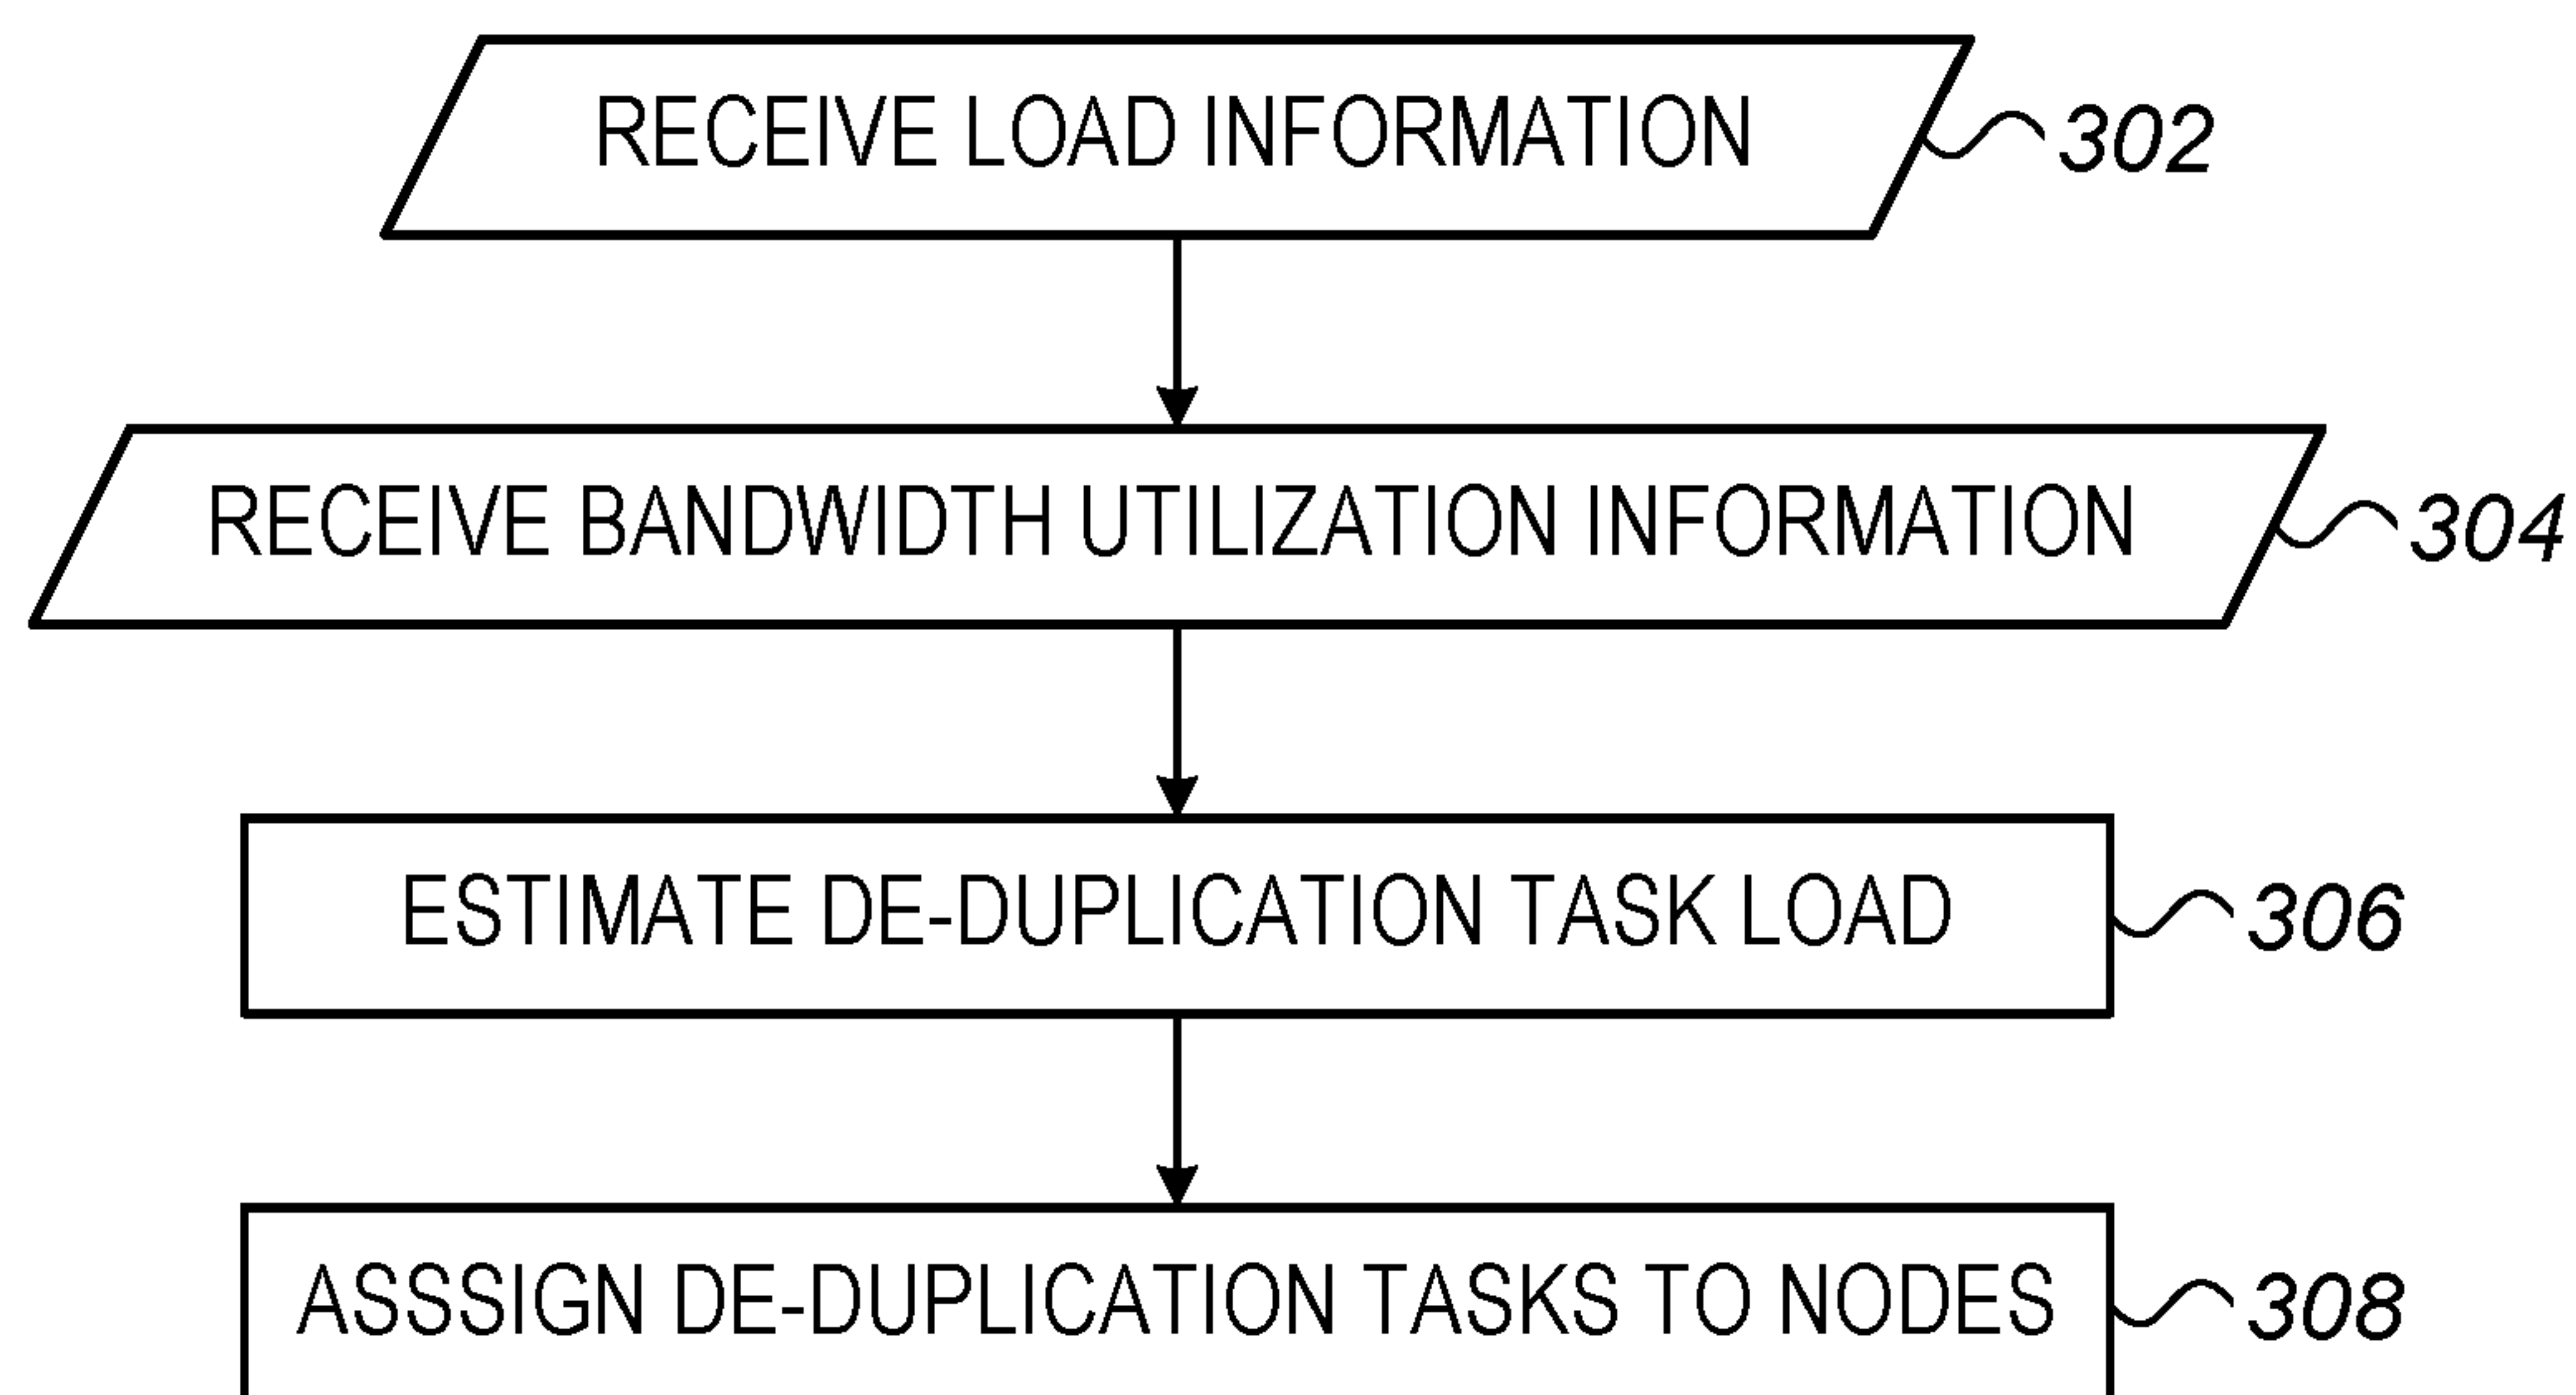 RECEIVE LOAD INFORMATION 302
RECEIVE BANDWIDTH UTILIZATION INFORMATION 304
ESTIMATE DE-DUPLICATION TASK LOAD 306
ASSSIGN DE-DUPLICATION TASKS TO NODES 308